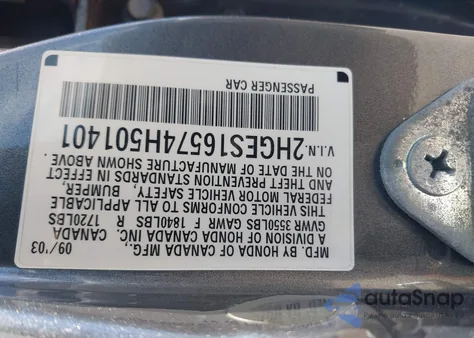 MFD. BY HONDA OF CANADA MFG.,
A DIVISION OF HONDA CANADA INC. CANADA 09/'03
GVWR 3550LBS GAWR F 1840LBS R 1720LBS
THIS VEHICLE CONFORMS TO ALL APPLICABLE
FEDERAL MOTOR VEHICLE SAFETY, BUMPER,
AND THEFT PREVENTION STANDARDS IN EFFECT
ON THE DATE OF MANUFACTURE SHOWN ABOVE.
V.I.N. 2HGES16574H501401
PASSENGER CAR
autoSnap